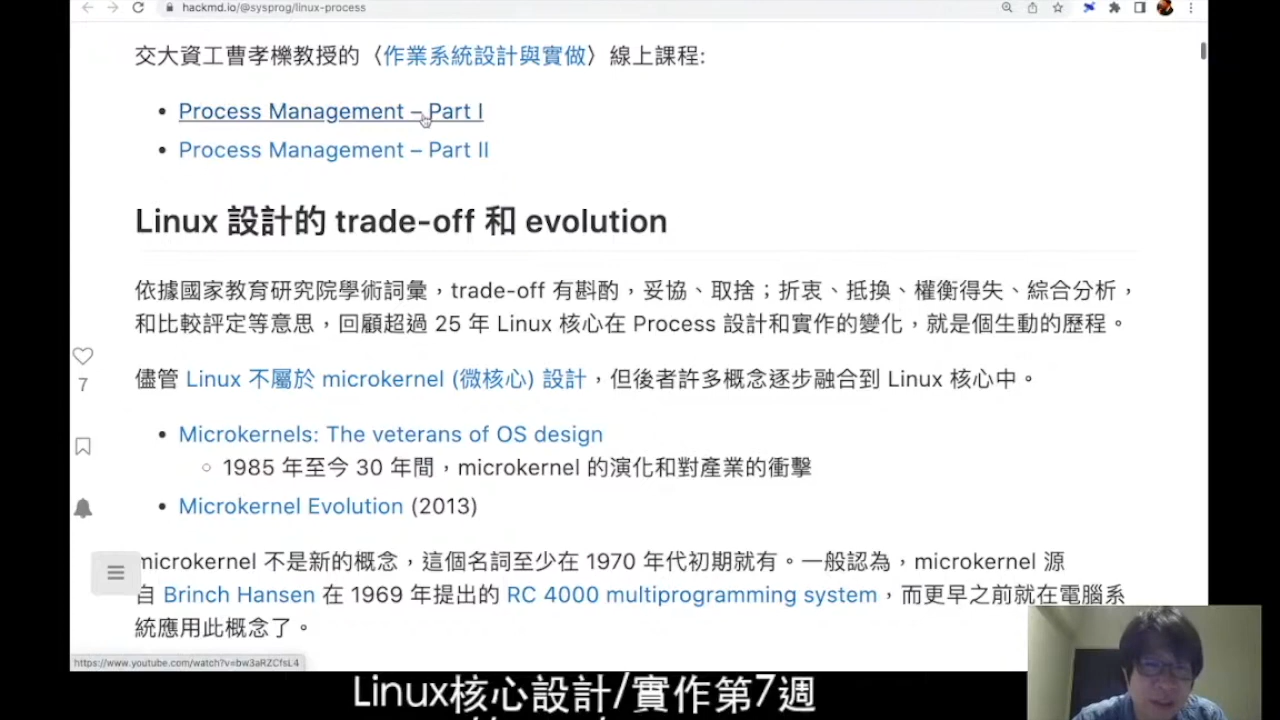 hackmd.io/@sysprog/linux-process
交大資工曹孝櫟教授的〈作業系統設計與實做〉線上課程:
Process Management – Part I
Process Management – Part II
Linux 設計的 trade-off 和 evolution
依據國家教育研究院學術詞彙，trade-off 有斟酌，妥協、取捨；折衷、抵換、權衡得失、綜合分析，
和比較評定等意思，回顧超過 25 年 Linux 核心在 Process 設計和實作的變化，就是個生動的歷程。
7
儘管 Linux 不屬於 microkernel (微核心) 設計，但後者許多概念逐步融合到 Linux 核心中。
Microkernels: The veterans of OS design
1985 年至今 30 年間，microkernel 的演化和對產業的衝擊
Microkernel Evolution (2013)
microkernel 不是新的概念，這個名詞至少在 1970 年代初期就有。一般認為，microkernel 源
自 Brinch Hansen 在 1969 年提出的 RC 4000 multiprogramming system，而更早之前就在電腦系
統應用此概念了。
https://www.youtube.com/watch?v=bw3aRZCfsL4
Linux核心設計/實作第7週